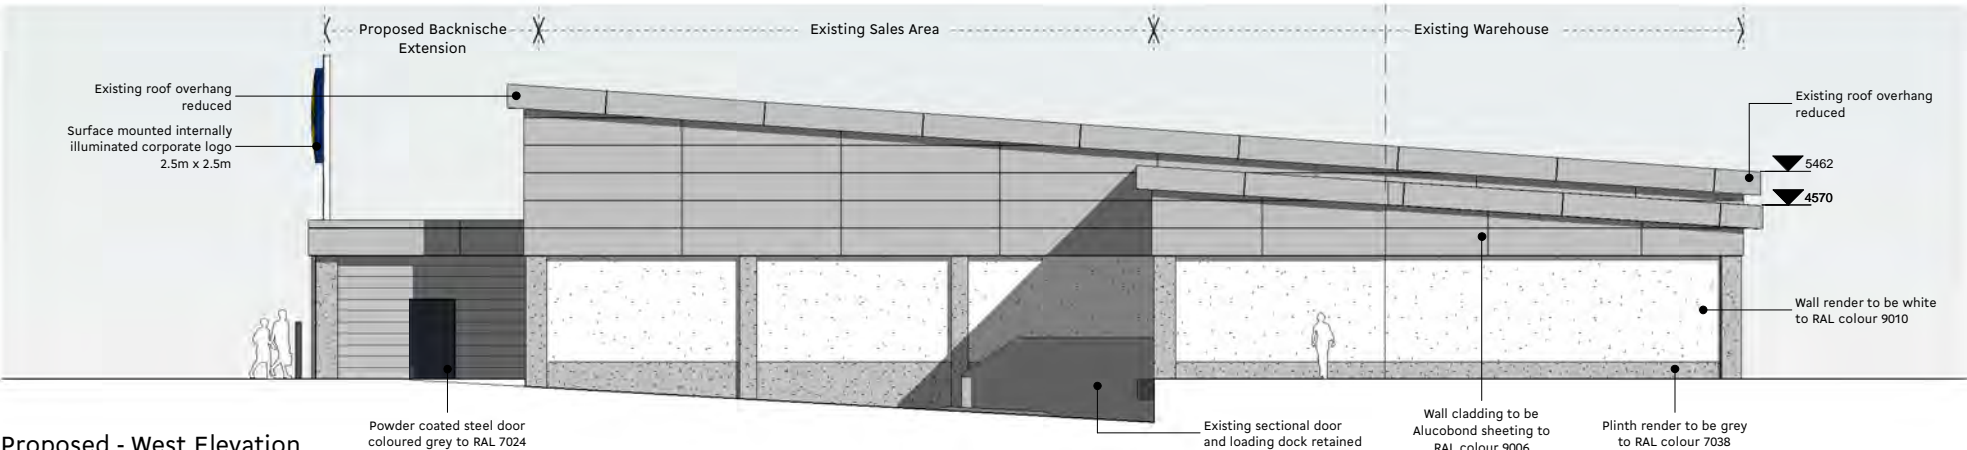 Proposed Backnische
Extension
Existing Sales Area
Existing Warehouse
Existing roof overhang
reduced
Surface mounted internally
illuminated corporate logo
2.5m x 2.5m
Existing roof overhang
reduced
5462
4570
Wall render to be white
to RAL colour 9010
Powder coated steel door
coloured grey to RAL 7024
Existing sectional door
and loading dock retained
Wall cladding to be
Alucobond sheeting to
RAL colour 9006
Plinth render to be grey
to RAL colour 7038
Proposed - West Elevation